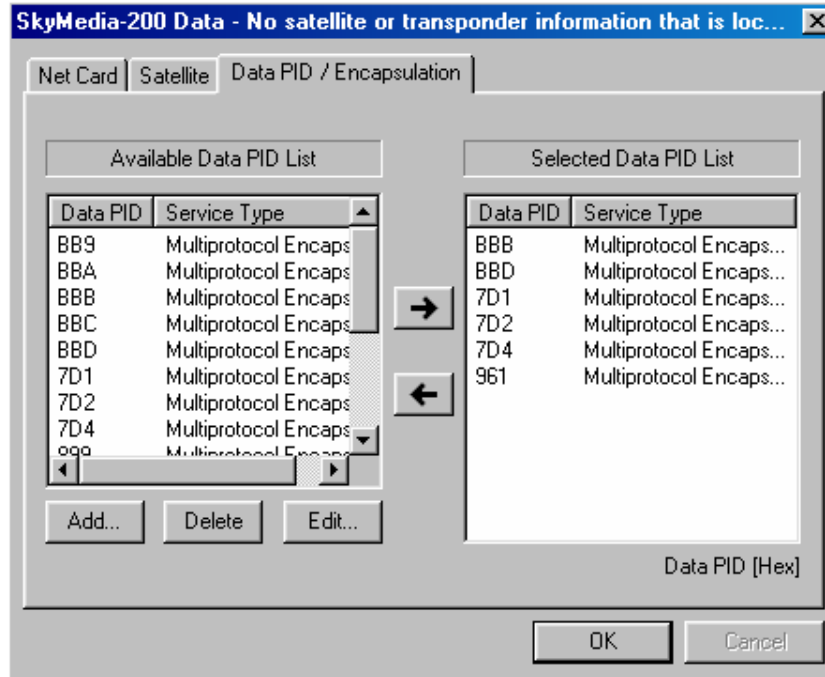 SkyMedia-200 Data - No satellite or transponder information that is loc...
Net Card Satellite Data PID / Encapsulation
Available Data PID List
Data PID Service Type
BB9 Multiprotocol Encaps
BBA Multiprotocol Encaps
BBB Multiprotocol Encaps
BBC Multiprotocol Encaps
BBD Multiprotocol Encaps
7D1 Multiprotocol Encaps
7D2 Multiprotocol Encaps
7D4 Multiprotocol Encaps
Add... Delete Edit...
Selected Data PID List
Data PID Service Type
BBB Multiprotocol Encaps...
BBD Multiprotocol Encaps...
7D1 Multiprotocol Encaps...
7D2 Multiprotocol Encaps...
7D4 Multiprotocol Encaps...
961 Multiprotocol Encaps...
Data PID [Hex]
OK Cancel